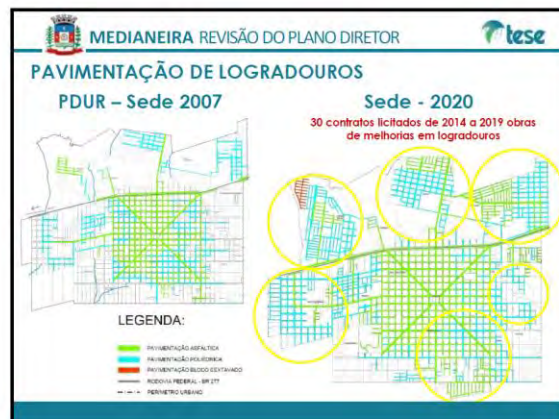 MEDIANEIRA REVISÃO DO PLANO DIRETOR
tese
PAVIMENTAÇÃO DE LOGRADOUROS
PDUR – Sede 2007
Sede - 2020
30 contratos licitados de 2014 a 2019 obras
de melhorias em logradouros
LEGENDA:
PAVIMENTAÇÃO ASFÁLTICA
PAVIMENTAÇÃO POLIÉDRICA
PAVIMENTAÇÃO BLOCO SEXTAVADO
RODOVIA FEDERAL - BR 277
PERÍMETRO URBANO